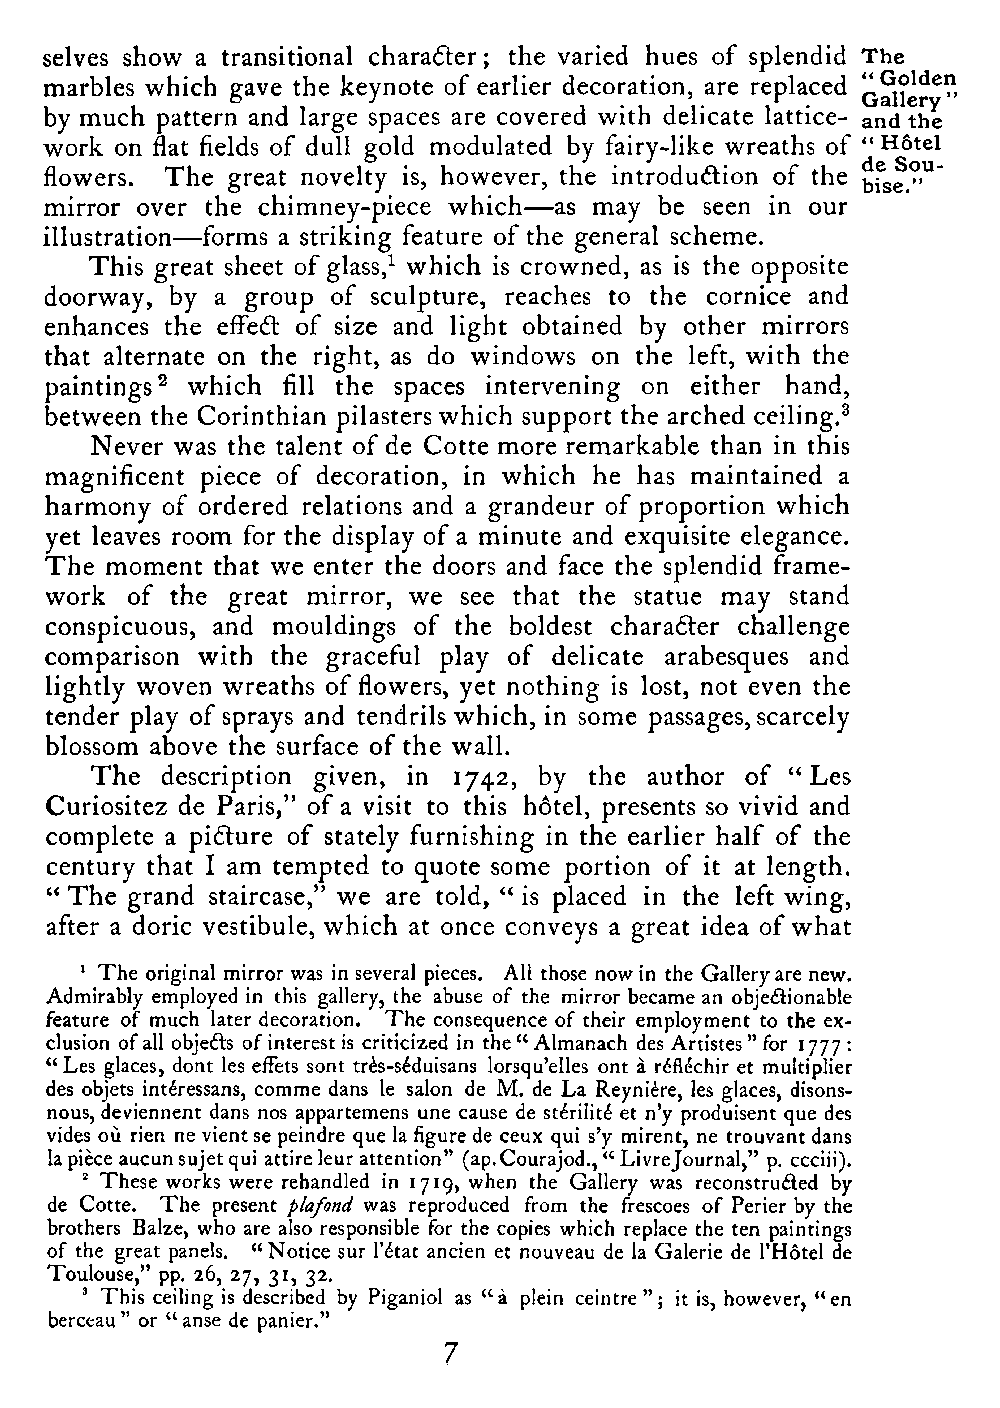 selves show a transitional character; the varied hues of splendid
marbles which gave the keynote of earlier decoration, are replaced
by much pattern and large spaces are covered with delicate lattice-
work on flat fields of dull gold modulated by fairy-like wreaths of
flowers. The great novelty is, however, the introduction of the
mirror over the chimney-piece which—as may be seen in our
illustration—forms a striking feature of the general scheme.
The
“Golden
Gallery”
and the
“Hôtel
de Sou-
bise.”
This great sheet of glass,¹ which is crowned, as is the opposite
doorway, by a group of sculpture, reaches to the cornice and
enhances the effect of size and light obtained by other mirrors
that alternate on the right, as do windows on the left, with the
paintings² which fill the spaces intervening on either hand,
between the Corinthian pilasters which support the arched ceiling.³
Never was the talent of de Cotte more remarkable than in this
magnificent piece of decoration, in which he has maintained a
harmony of ordered relations and a grandeur of proportion which
yet leaves room for the display of a minute and exquisite elegance.
The moment that we enter the doors and face the splendid frame-
work of the great mirror, we see that the statue may stand
conspicuous, and mouldings of the boldest character challenge
comparison with the graceful play of delicate arabesques and
lightly woven wreaths of flowers, yet nothing is lost, not even the
tender play of sprays and tendrils which, in some passages, scarcely
blossom above the surface of the wall.
The description given, in 1742, by the author of “Les
Curiositez de Paris,” of a visit to this hôtel, presents so vivid and
complete a picture of stately furnishing in the earlier half of the
century that I am tempted to quote some portion of it at length.
“The grand staircase,” we are told, “is placed in the left wing,
after a doric vestibule, which at once conveys a great idea of what
¹ The original mirror was in several pieces. All those now in the Gallery are new.
Admirably employed in this gallery, the abuse of the mirror became an objectionable
feature of much later decoration. The consequence of their employment to the ex-
clusion of all objects of interest is criticized in the “Almanach des Artistes” for 1777:
“Les glaces, dont les effets sont très-séduisans lorsqu’elles ont à réfléchir et multiplier
des objets intéressans, comme dans le salon de M. de La Reynière, les glaces, disons-
nous, deviennent dans nos appartemens une cause de stérilité et n’y produisent que des
vides où rien ne vient se peindre que la figure de ceux qui s’y mirent, ne trouvant dans
la pièce aucun sujet qui attire leur attention” (ap. Courajod., “Livre Journal,” p. ccciii).
² These works were rehandled in 1719, when the Gallery was reconstructed by
de Cotte. The present plafond was reproduced from the frescoes of Perier by the
brothers Balze, who are also responsible for the copies which replace the ten paintings
of the great panels. “Notice sur l’état ancien et nouveau de la Galerie de l’Hôtel de
Toulouse,” pp. 26, 27, 31, 32.
³ This ceiling is described by Piganiol as “à plein ceintre”; it is, however, “en
berceau” or “anse de panier.”
7